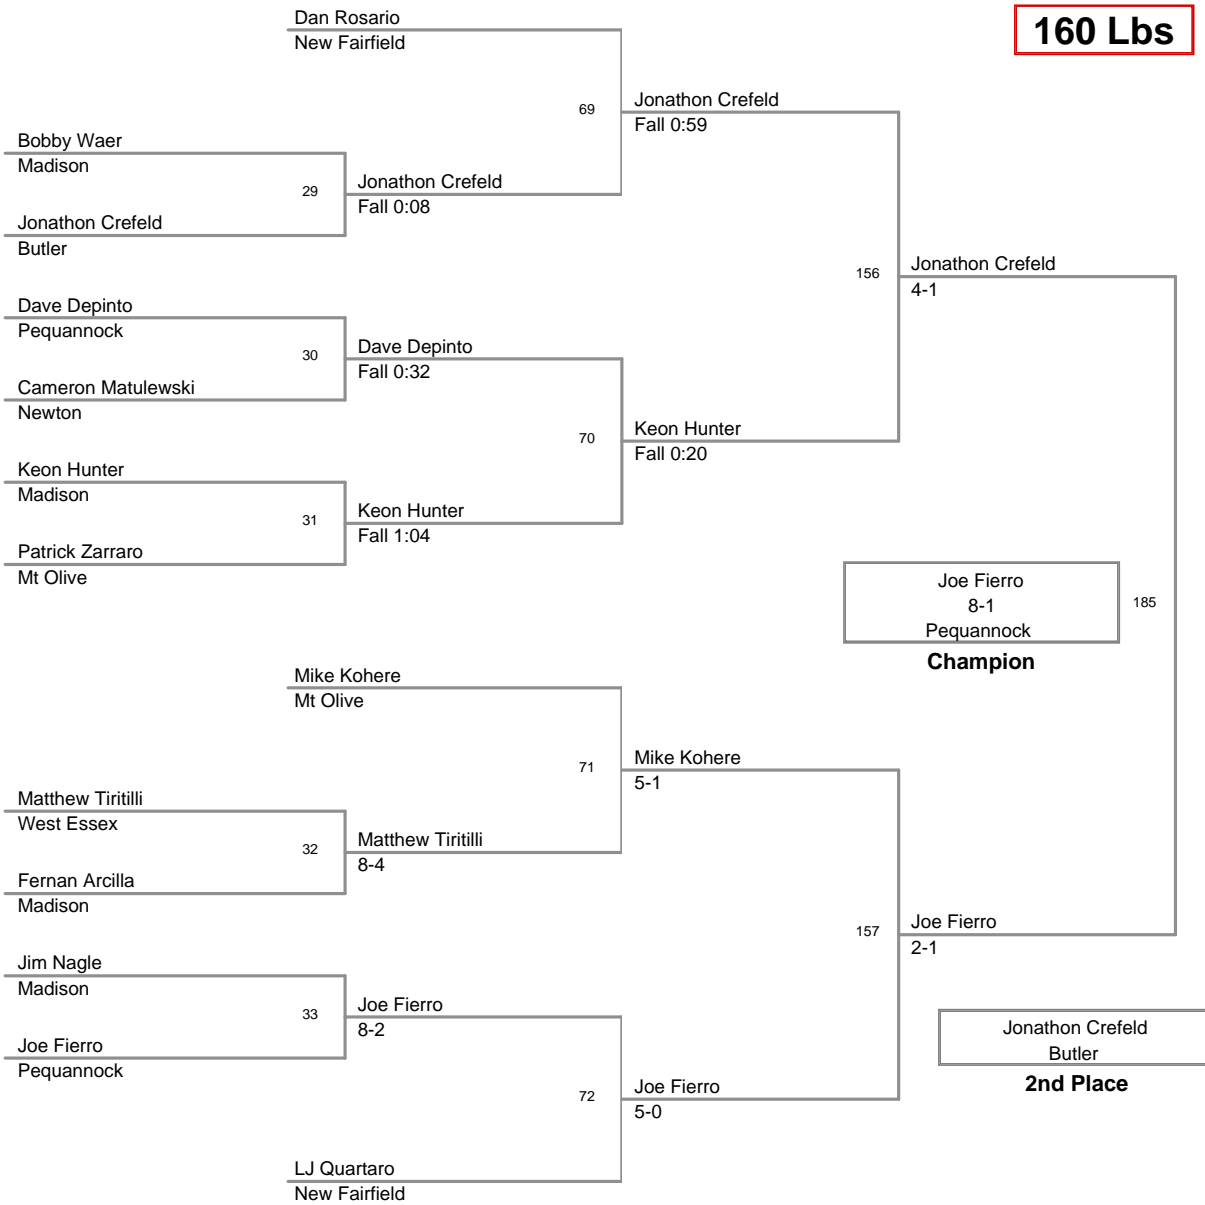 Dan Rosario
New Fairfield
160 Lbs
69
Jonathon Crefeld
Fall 0:59
Bobby Waer
Madison
29
Jonathon Crefeld
Fall 0:08
Jonathon Crefeld
Butler
156
Jonathon Crefeld
4-1
Dave Depinto
Pequannock
30
Dave Depinto
Fall 0:32
Cameron Matulewski
Newton
70
Keon Hunter
Fall 0:20
Keon Hunter
Madison
31
Keon Hunter
Fall 1:04
Patrick Zarraro
Mt Olive
Joe Fierro
8-1
Pequannock
Champion
185
Mike Kohere
Mt Olive
71
Mike Kohere
5-1
Matthew Tiritilli
West Essex
32
Matthew Tiritilli
8-4
Fernan Arcilla
Madison
157
Joe Fierro
2-1
Jim Nagle
Madison
33
Joe Fierro
8-2
Joe Fierro
Pequannock
Jonathon Crefeld
Butler
2nd Place
72
Joe Fierro
5-0
LJ Quartaro
New Fairfield